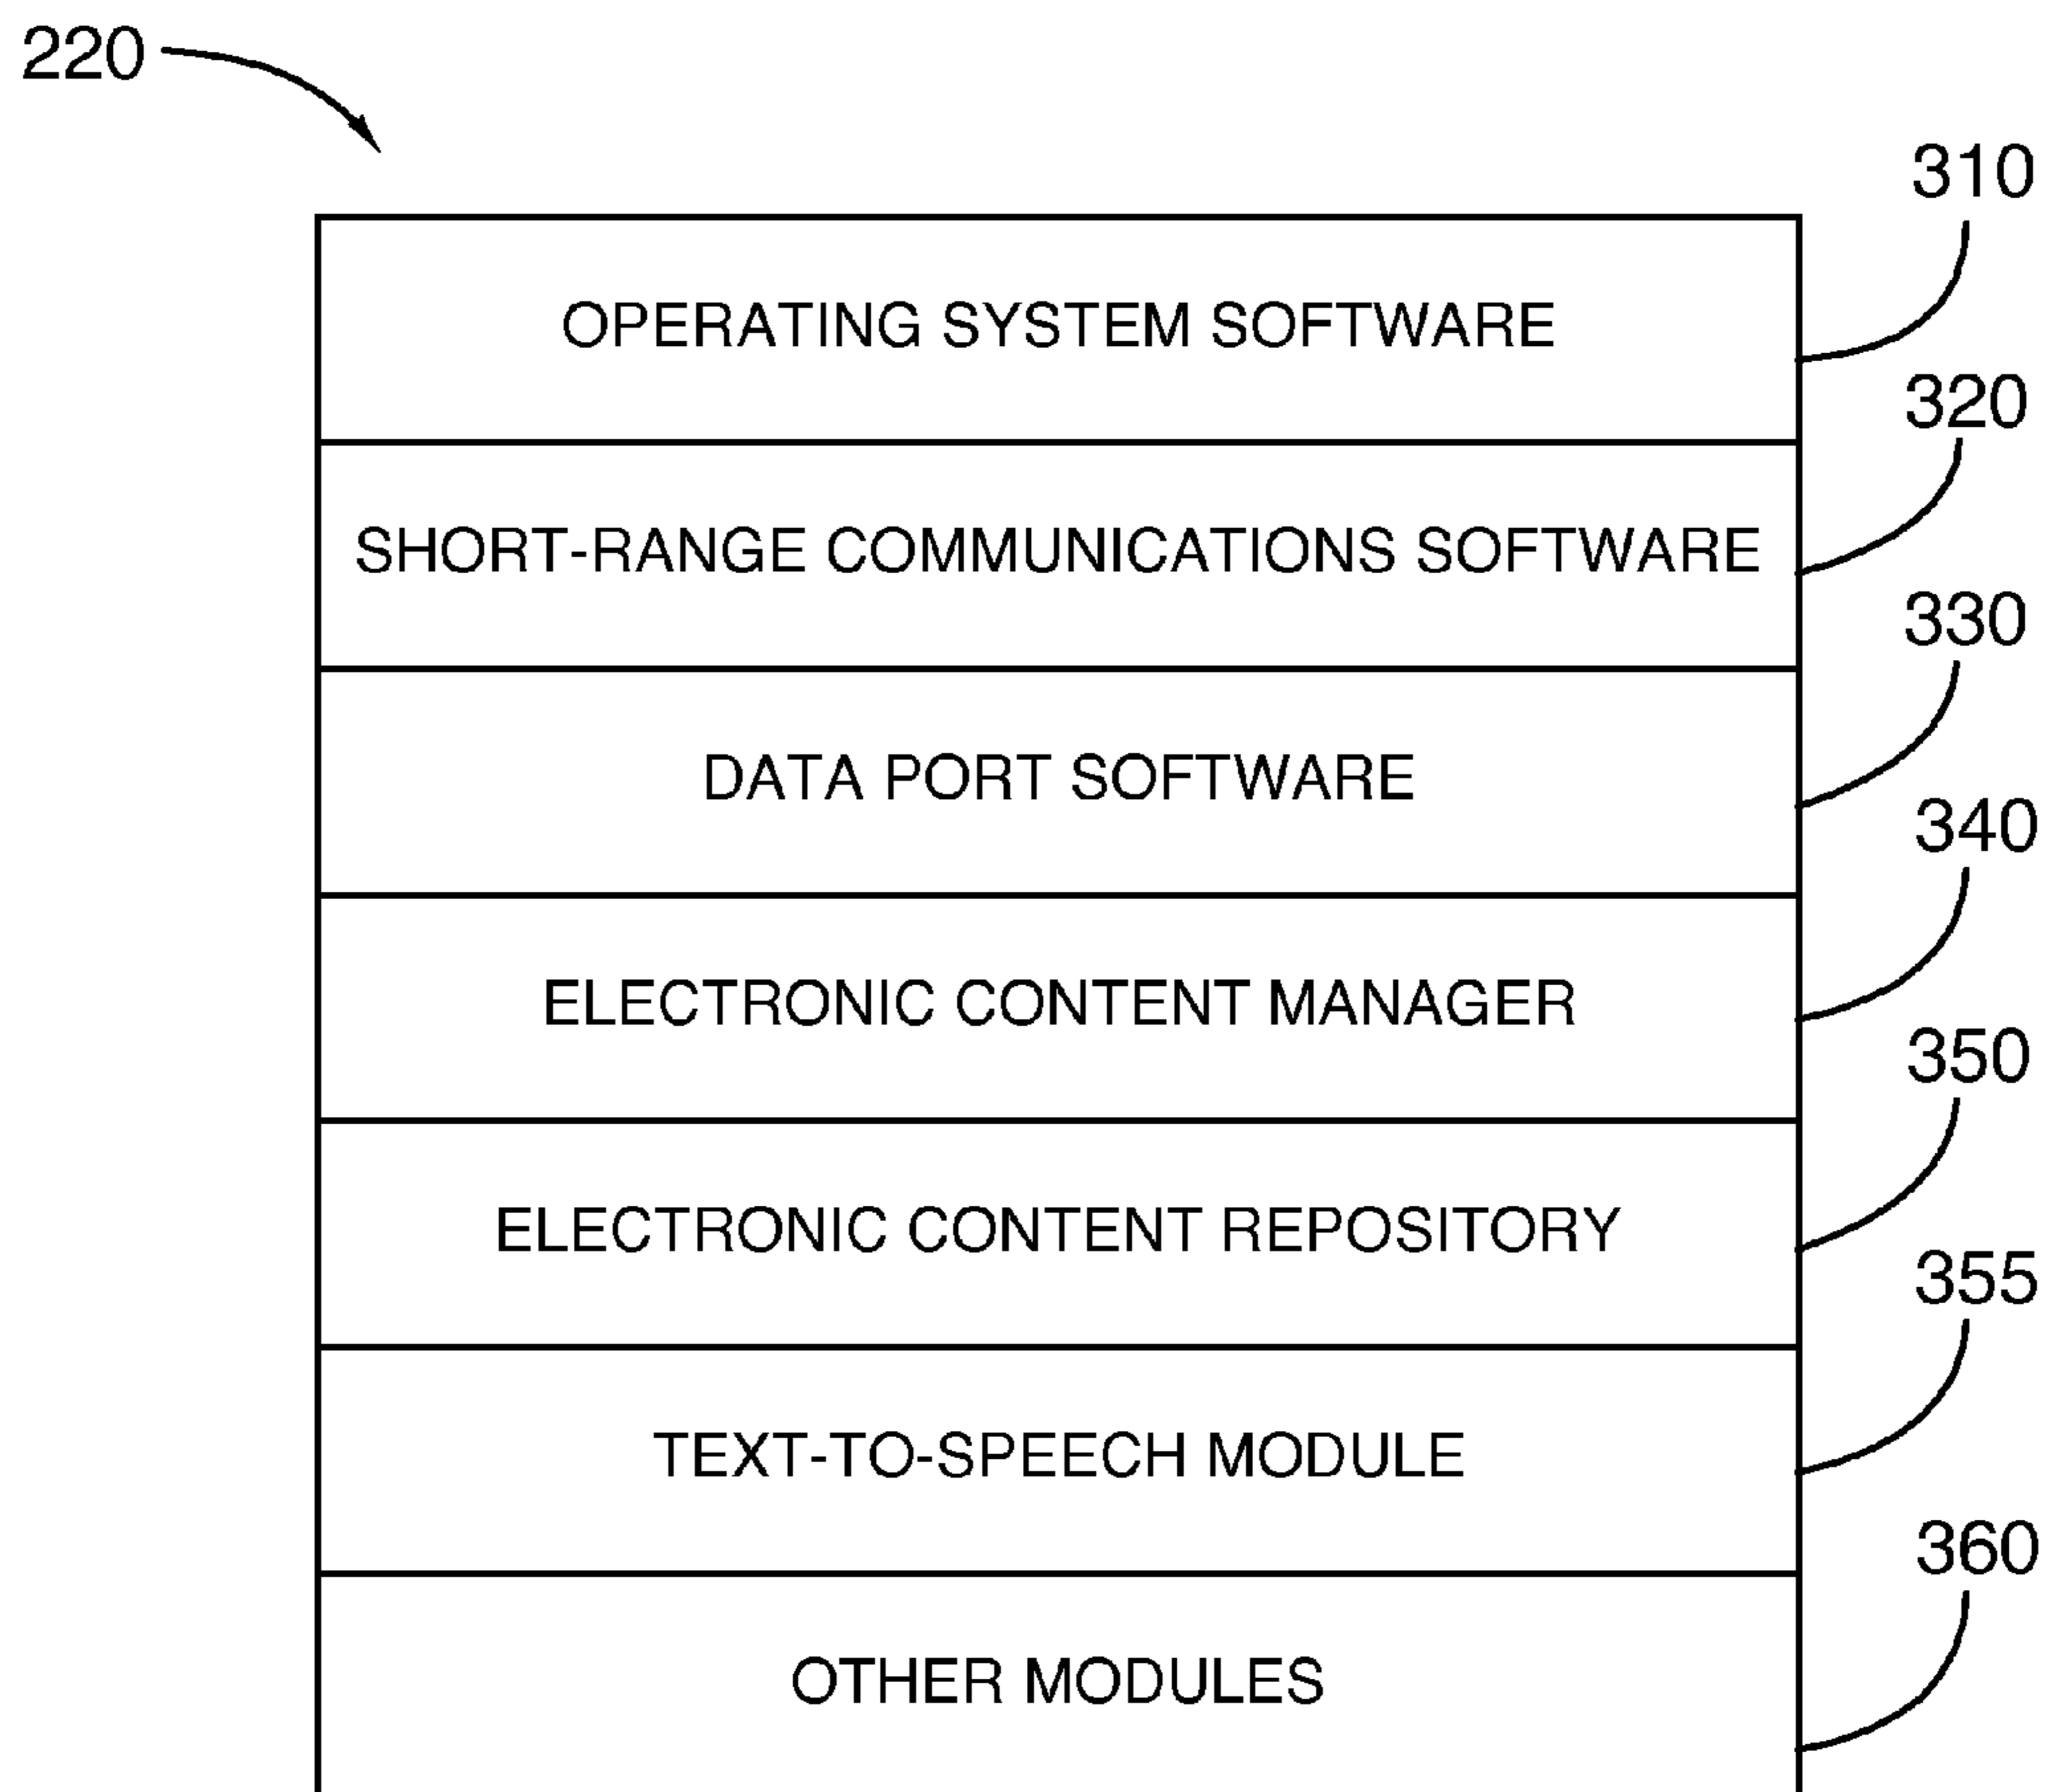 220
310
OPERATING SYSTEM SOFTWARE
320
SHORT-RANGE COMMUNICATIONS SOFTWARE
330
DATA PORT SOFTWARE
340
ELECTRONIC CONTENT MANAGER
350
ELECTRONIC CONTENT REPOSITORY
355
TEXT-TO-SPEECH MODULE
360
OTHER MODULES